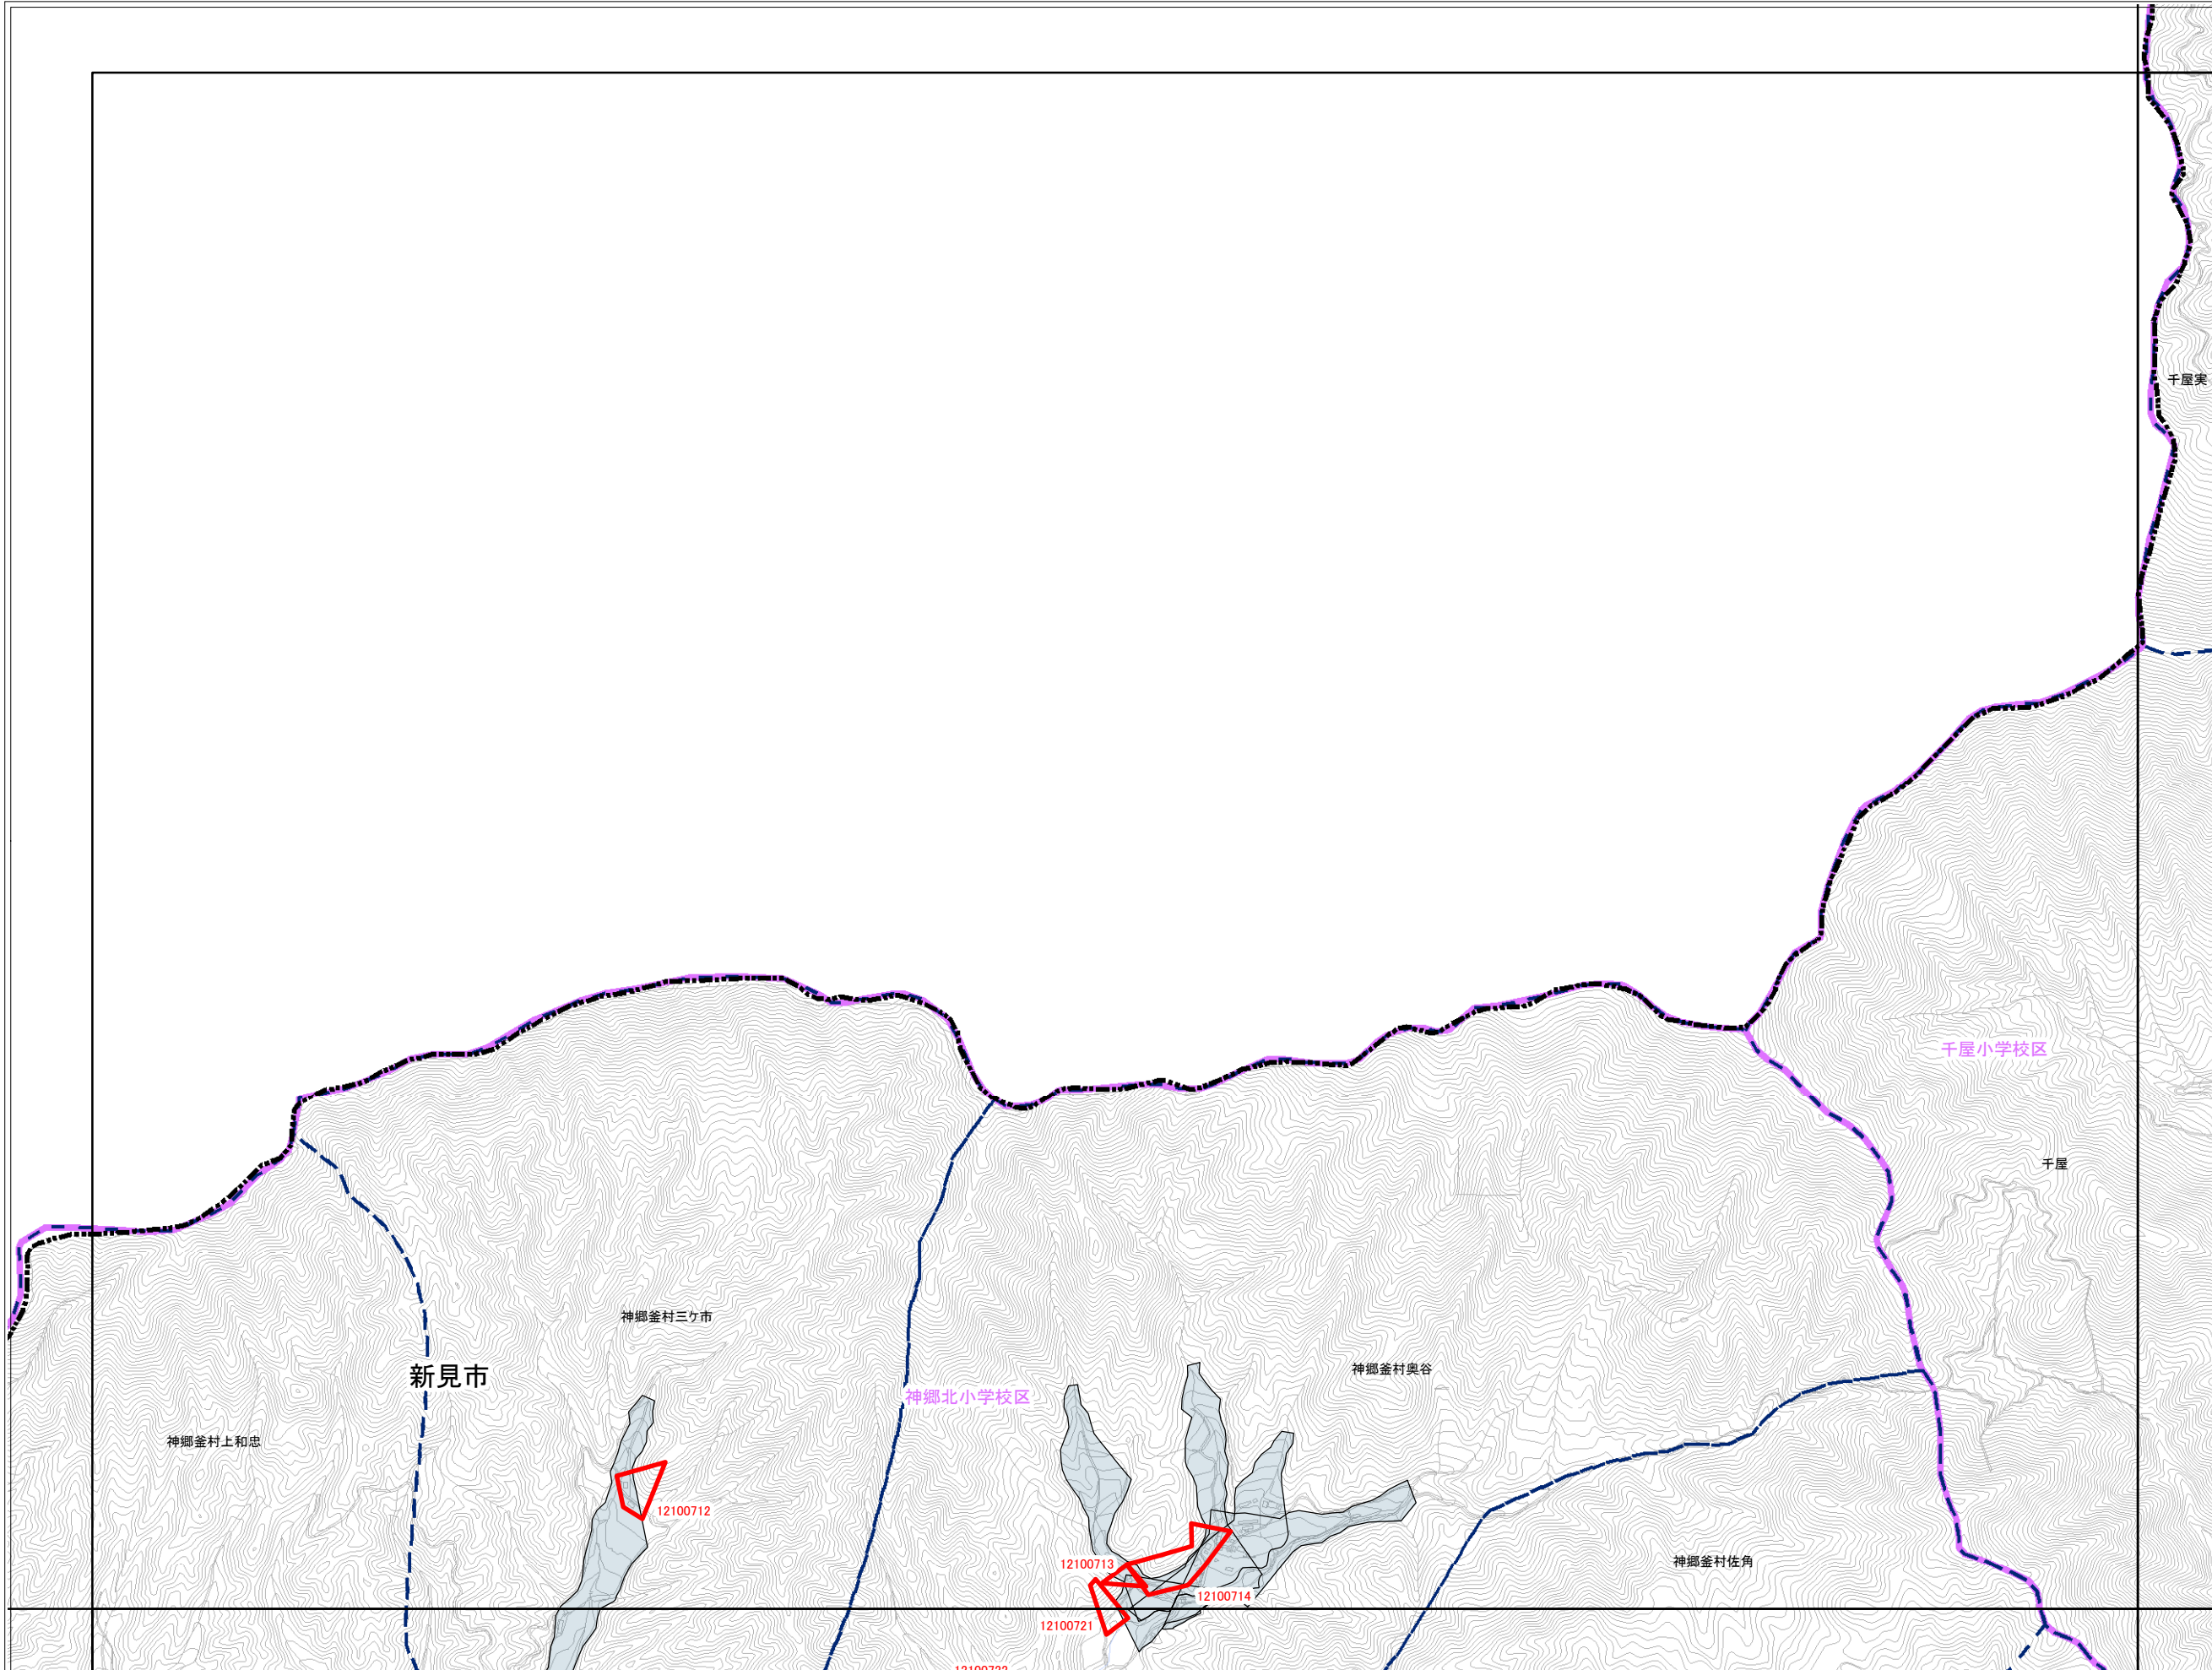 千屋実
千屋小学校区
千屋
神郷釜村三ケ市
新見市
神郷釜村奥谷
神郷北小学校区
神郷釜村上和忠
12100712
神郷釜村佐角
12100713
12100714
12100721